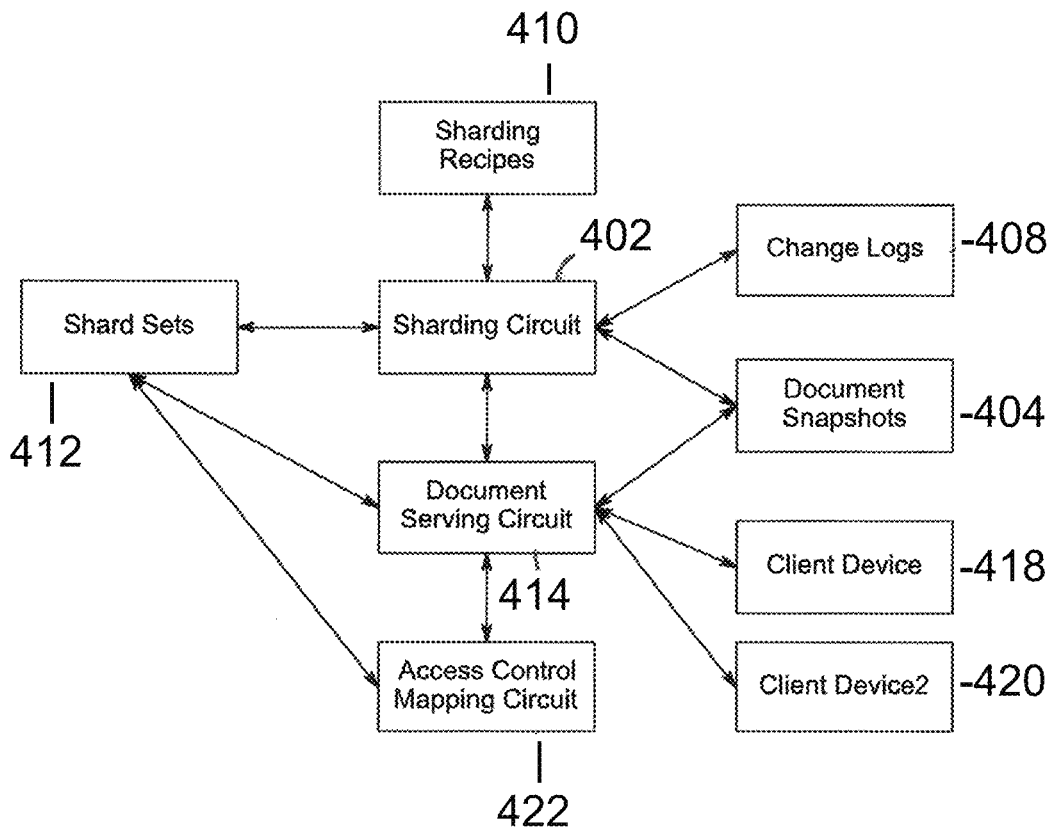 410
Sharding
Recipes
402
Change Logs
-408
Shard Sets
Sharding Circuit
412
Document
Snapshots
-404
Document
Serving Circuit
414
Client Device
-418
Access Control
Mapping Circuit
Client Device2
-420
422